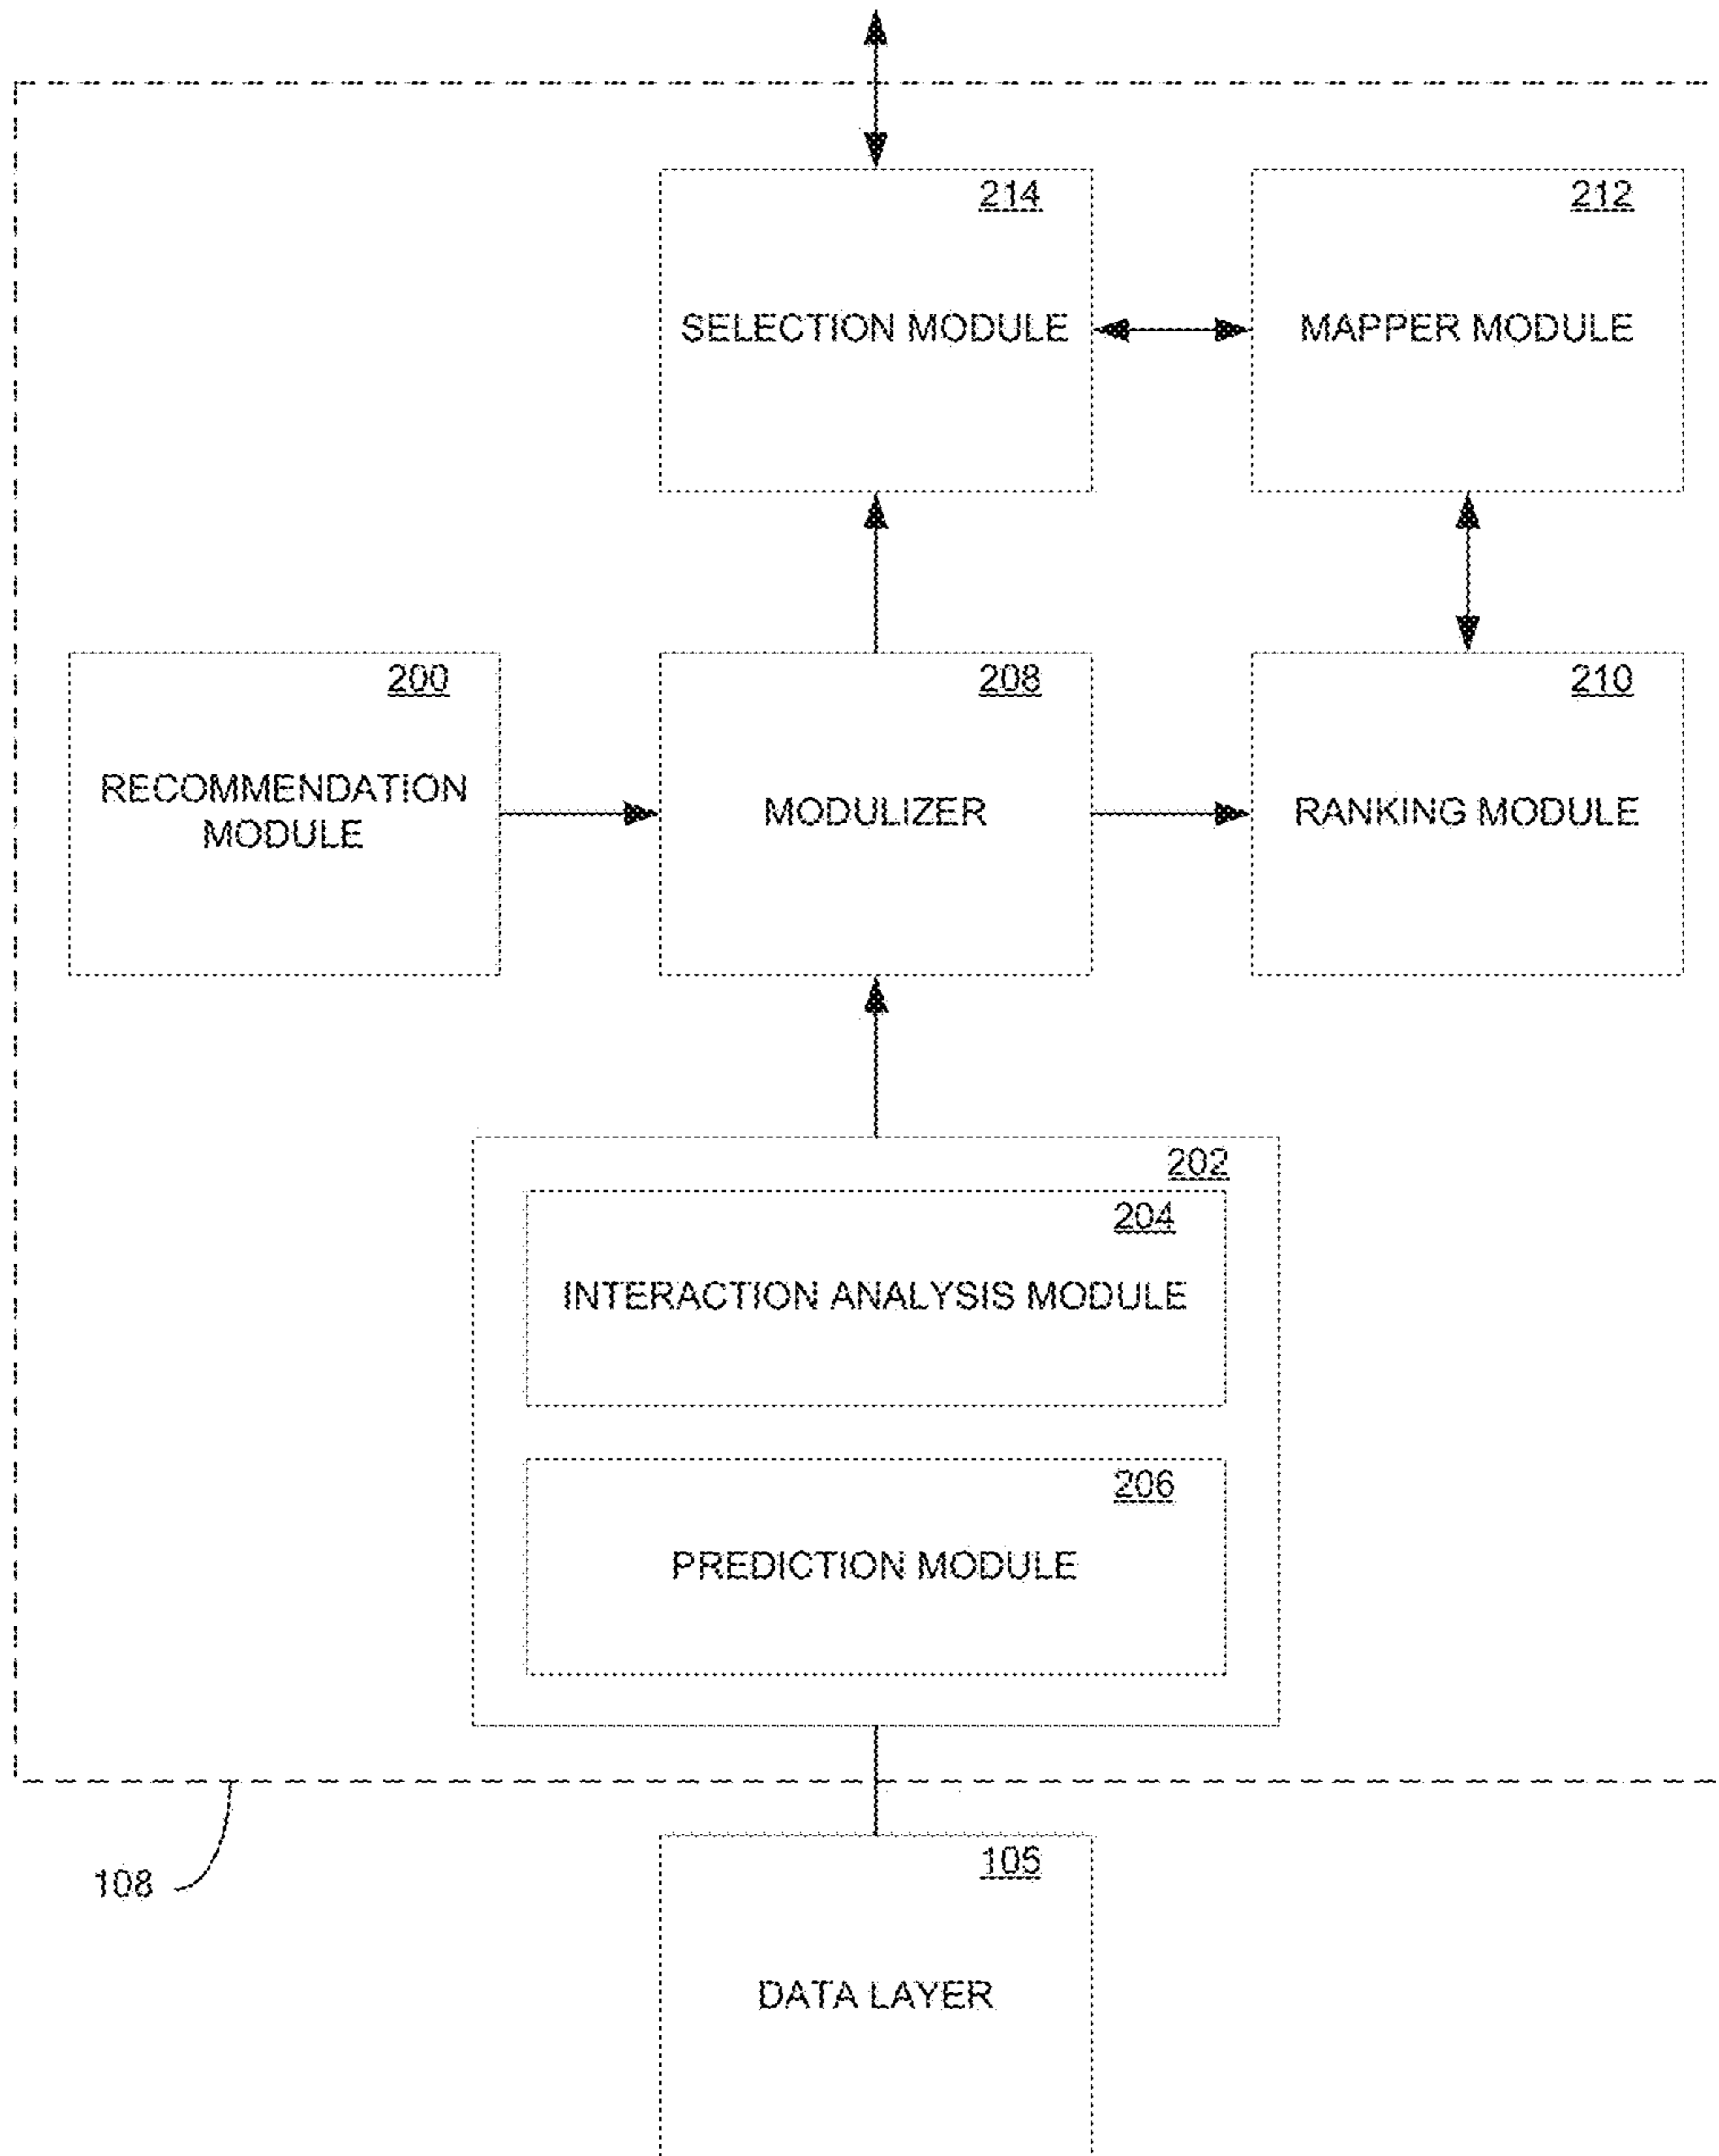 214
SELECTION MODULE
212
MAPPER MODULE
200
RECOMMENDATION
MODULE
208
MODULIZER
210
RANKING MODULE
202
204
INTERACTION ANALYSIS MODULE
206
PREDICTION MODULE
108
105
DATA LAYER